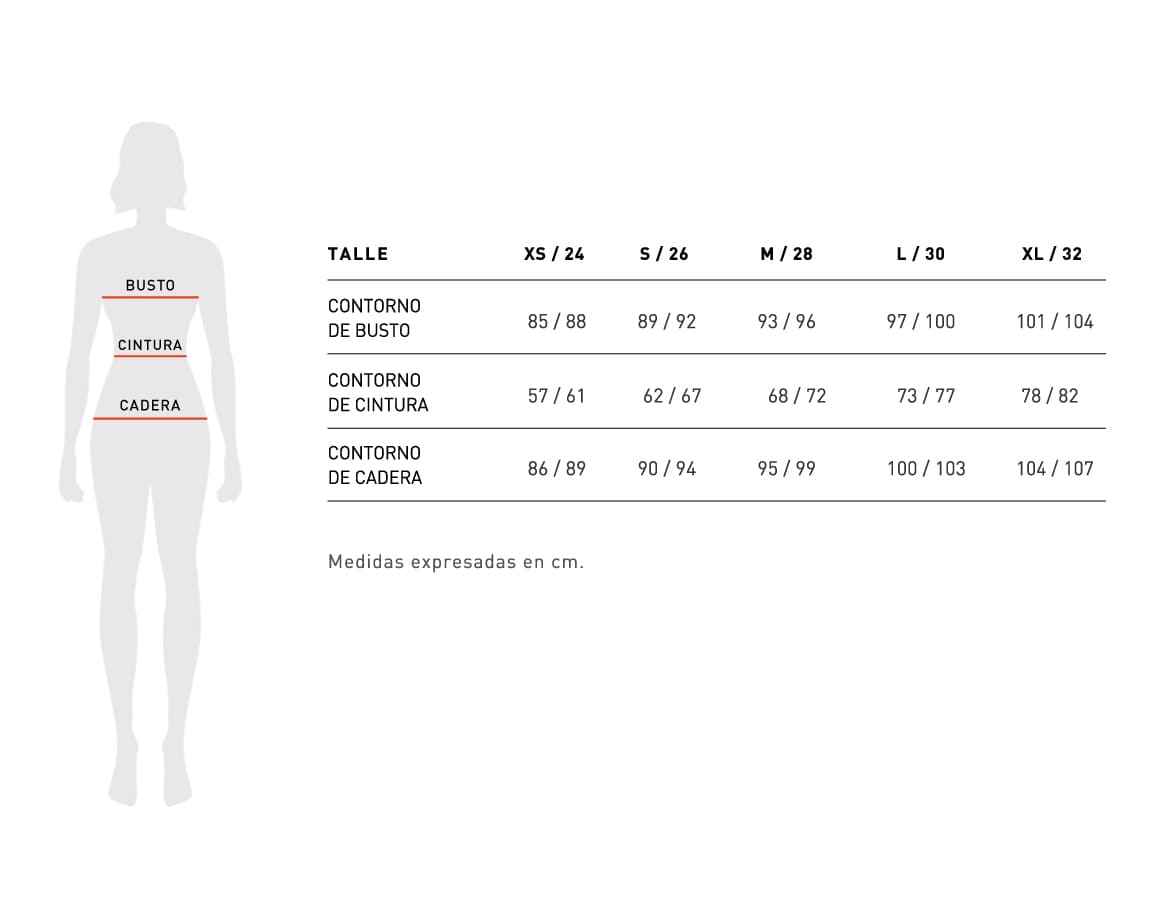 BUSTO
CINTURA
CADERA
TALLE XS / 24 S / 26 M / 28 L / 30 XL / 32
CONTORNO
DE BUSTO 85 / 88 89 / 92 93 / 96 97 / 100 101 / 104
CONTORNO
DE CINTURA 57 / 61 62 / 67 68 / 72 73 / 77 78 / 82
CONTORNO
DE CADERA 86 / 89 90 / 94 95 / 99 100 / 103 104 / 107
Medidas expresadas en cm.